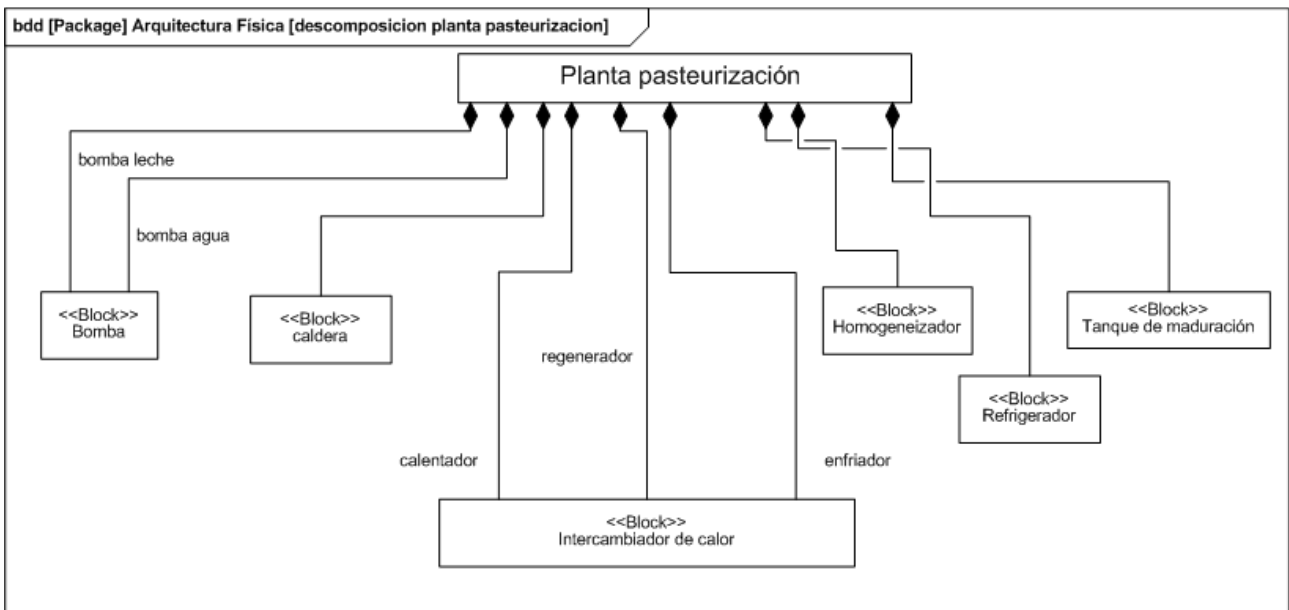 bdd [Package] Arquitectura Física [descomposicion planta pasteurizacion]
Planta pasteurización
bomba leche
bomba agua
<<Block>>
Bomba
<<Block>>
caldera
<<Block>>
Homogeneizador
<<Block>>
Tanque de maduración
regenerador
<<Block>>
Refrigerador
calentador
enfriador
<<Block>>
Intercambiador de calor